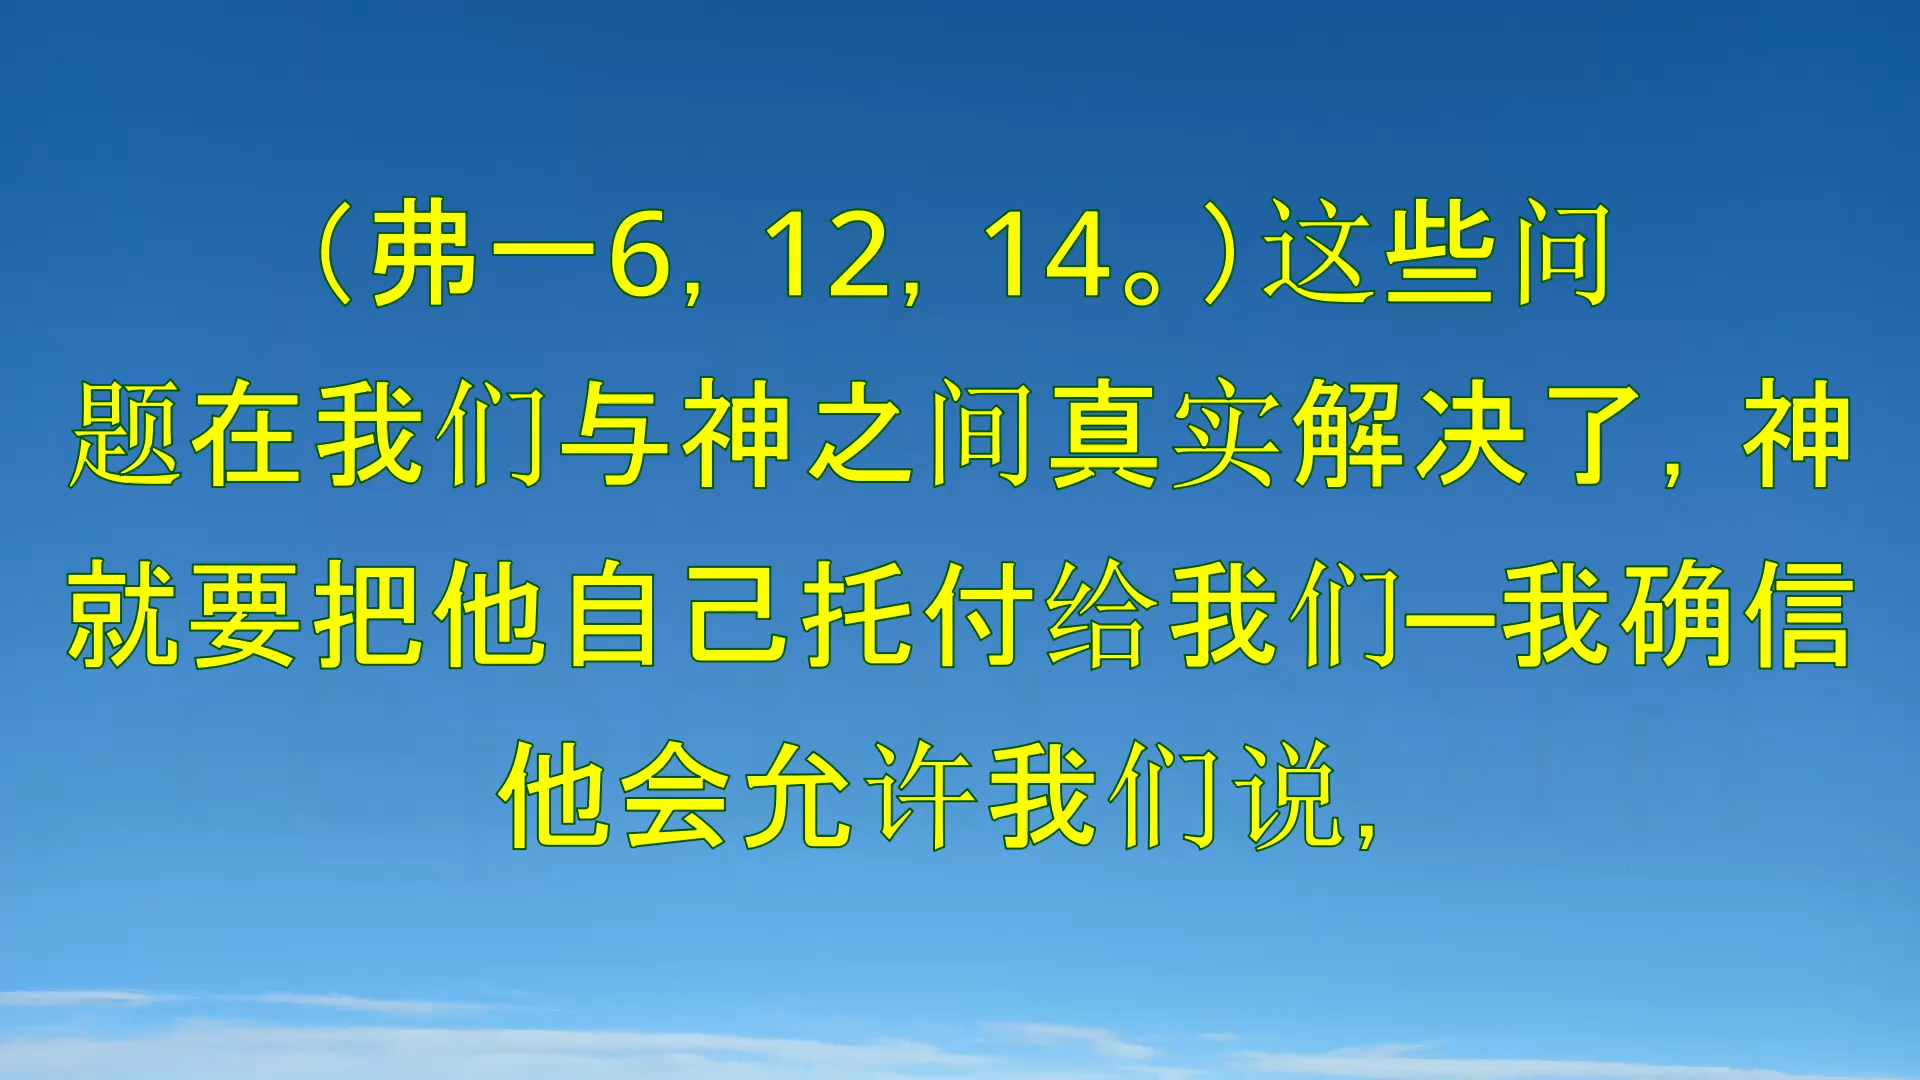 （弗一6，12，14。）这些问
题在我们与神之间真实解决了，神
就要把他自己托付给我们—我确信
他会允许我们说，